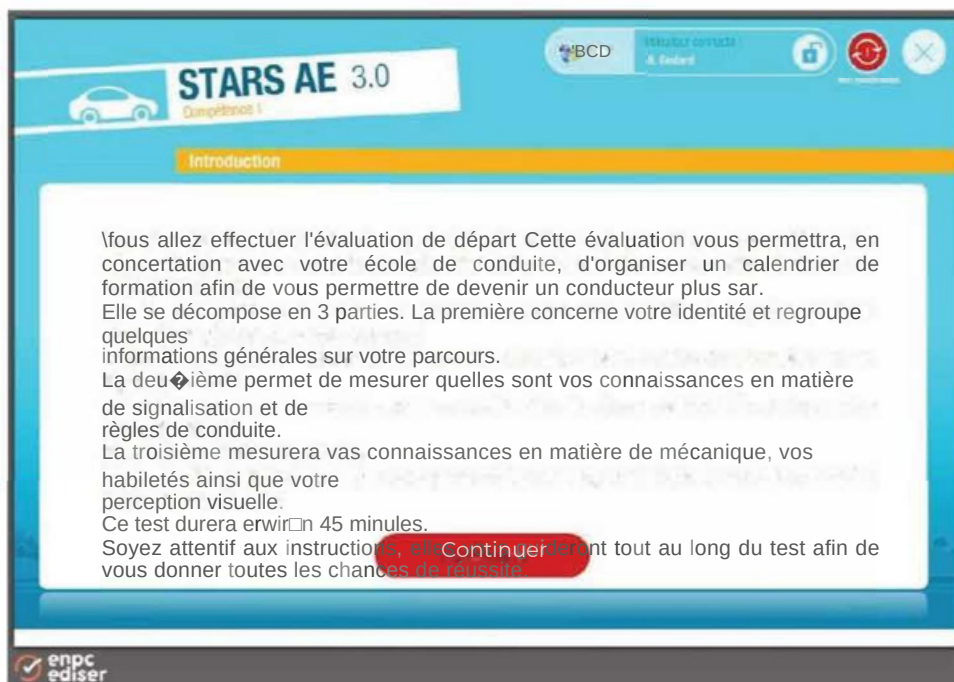 STARS AE 3.0
Compétence 1
BCD
A. Godard
Introduction
\fous allez effectuer l'évaluation de départ Cette évaluation vous permettra, en
concertation avec votre école de conduite, d'organiser un calendrier de
formation afin de vous permettre de devenir un conducteur plus sar.
Elle se décompose en 3 parties. La première concerne votre identité et regroupe
quelques
informations générales sur votre parcours.
La deu�ième permet de mesurer quelles sont vos connaissances en matière
de signalisation et de
règles de conduite.
La troisième mesurera vas connaissances en matière de mécanique, vos
habiletés ainsi que votre
perception visuelle.
Ce test durera erwir□n 45 minules.
Soyez attentif aux instructions, elles dèront tout au long du test afin de
vous donner toutes les chances de réussite.
Continuer
enpc
ediser